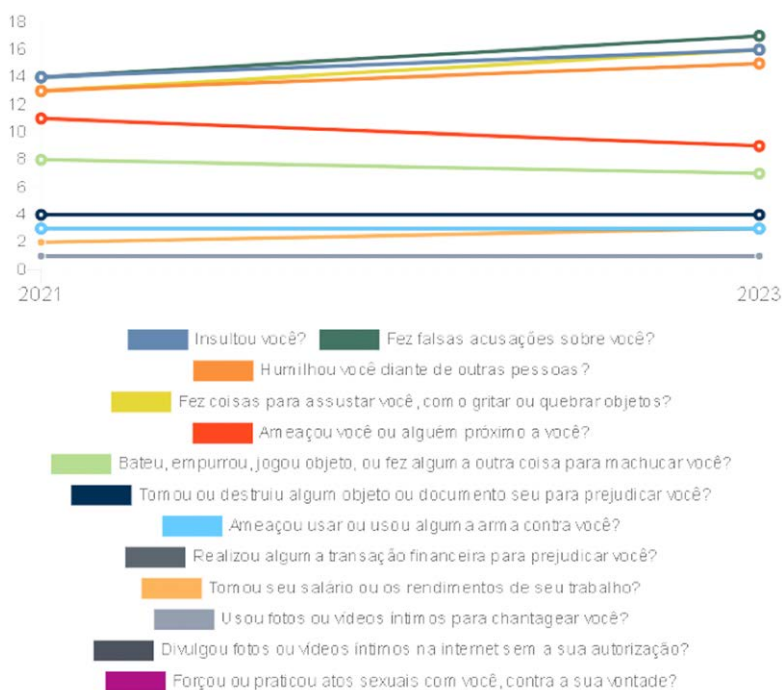 18
16
14
12
10
8
6
4
2
0
2021 2023
Insultou você? Fez falsas acusações sobre você?
Humilhou você diante de outras pessoas?
Fez coisas para assustar você, como gritar ou quebrar objetos?
Ameaçou você ou alguém próximo a você?
Bateu, empurrou, jogou objeto, ou fez alguma outra coisa para machucar você?
Tomou ou destruiu algum objeto ou documento seu para prejudicar você?
Ameaçou usar ou usou alguma arma contra você?
Realizou alguma transação financeira para prejudicar você?
Tomou seu salário ou os rendimentos de seu trabalho?
Usou fotos ou vídeos íntimos para chantagear você?
Divulgou fotos ou vídeos íntimos na internet sem a sua autorização?
Forçou ou praticou atos sexuais com você, contra a sua vontade?